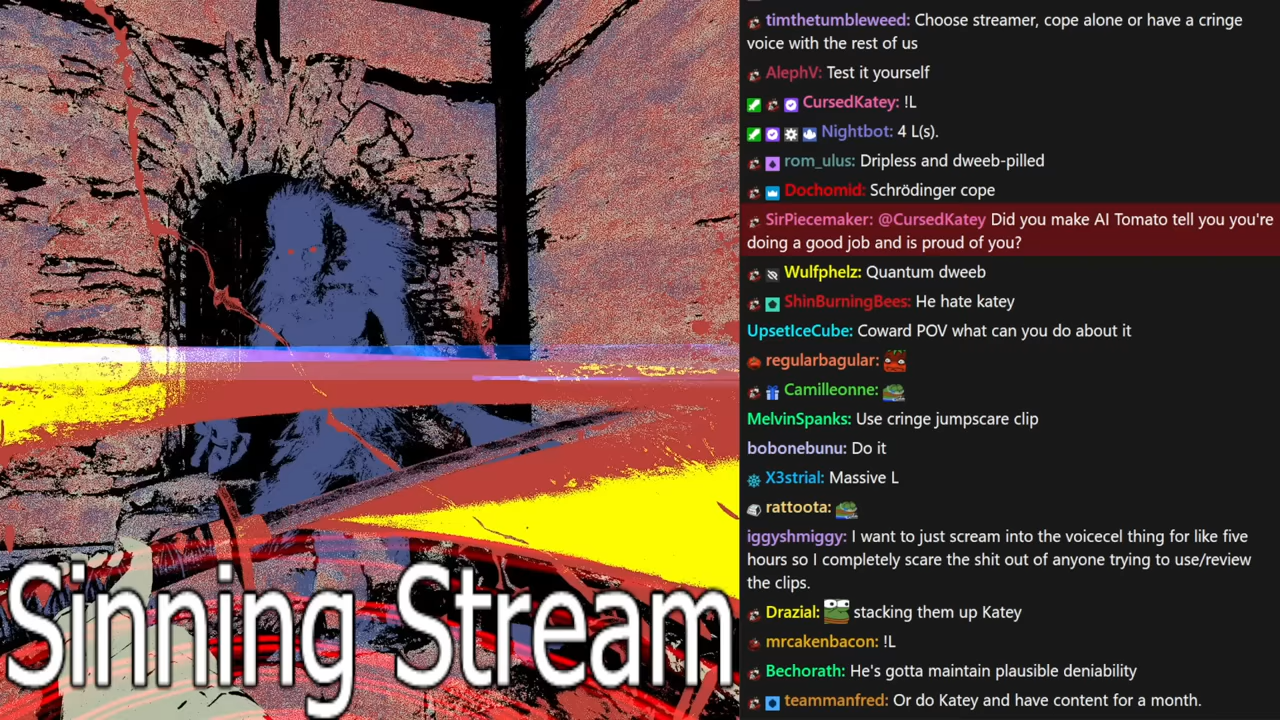 timthetumbleweed: Choose streamer, cope alone or have a cringe
voice with the rest of us
AlephV: Test it yourself
CursedKatey: !L
Nightbot: 4 L(s).
rom_ulus: Dripless and dweeb-pilled
Dochomid: Schrödinger cope
SirPiecemaker: @CursedKatey Did you make AI Tomato tell you you're
doing a good job and is proud of you?
Wulfphelz: Quantum dweeb
ShinBurningBees: He hate katey
UpsetIceCube: Coward POV what can you do about it
regularbagular:
Camilleonne:
MelvinSpanks: Use cringe jumpscare clip
bobonebunu: Do it
X3strial: Massive L
rattoota:
iggyshmiggy: I want to just scream into the voicecel thing for like five
hours so I completely scare the shit out of anyone trying to use/review
the clips.
Drazial: stacking them up Katey
mrcakenbacon: !L
Bechorath: He's gotta maintain plausible deniability
teammanfred: Or do Katey and have content for a month.
Sinning Stream